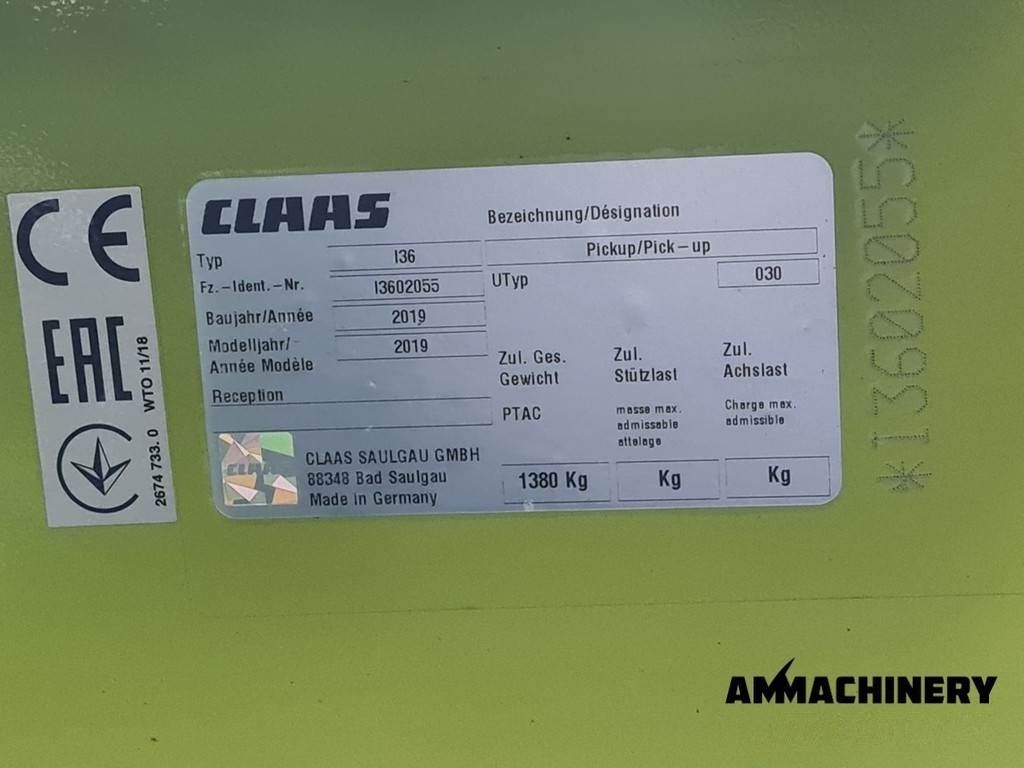 CE
EAC
WTO 11/18
2674 733. 0
CLAAS
Bezeichnung/Désignation
Typ I36 Pickup/Pick-up
Fz.-Ident.-Nr. I3602055 UTyp 030
Baujahr/Année 2019
Modelljahr/ 2019
Année Modèle
Reception
Zul. Ges. Zul. Zul.
Gewicht Stützlast Achslast
PTAC masse max. Charge max.
admissable admissible
attelage
CLAAS
CLAAS SAULGAU GMBH
88348 Bad Saulgau
Made in Germany
1380 Kg Kg Kg
*I3602055*
AMMACHINERY